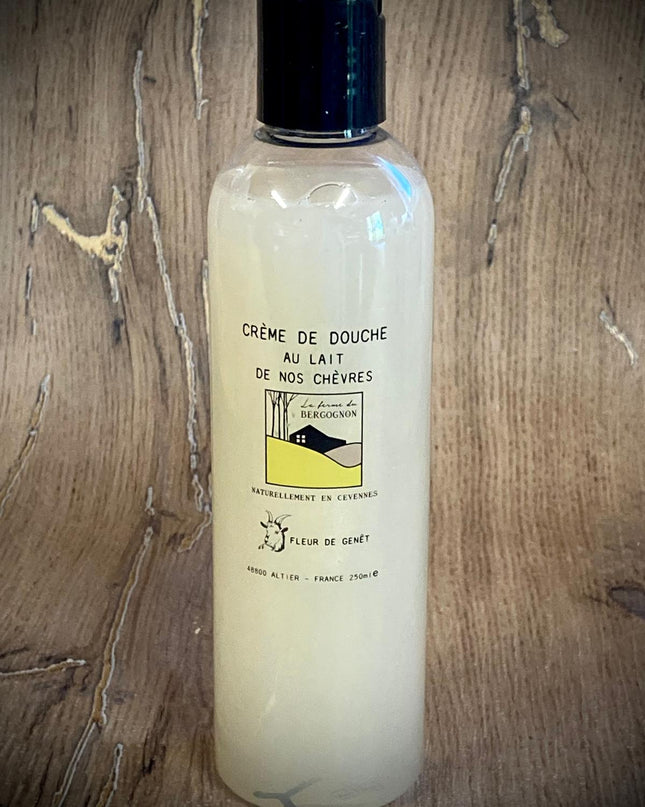 CRÈME DE DOUCHE
AU LAIT
DE NOS CHÈVRES
La ferme du
BERGOGNON
NATURELLEMENT EN CEVENNES
FLEUR DE GENÊT
48800 ALTIER - FRANCE 250ml e